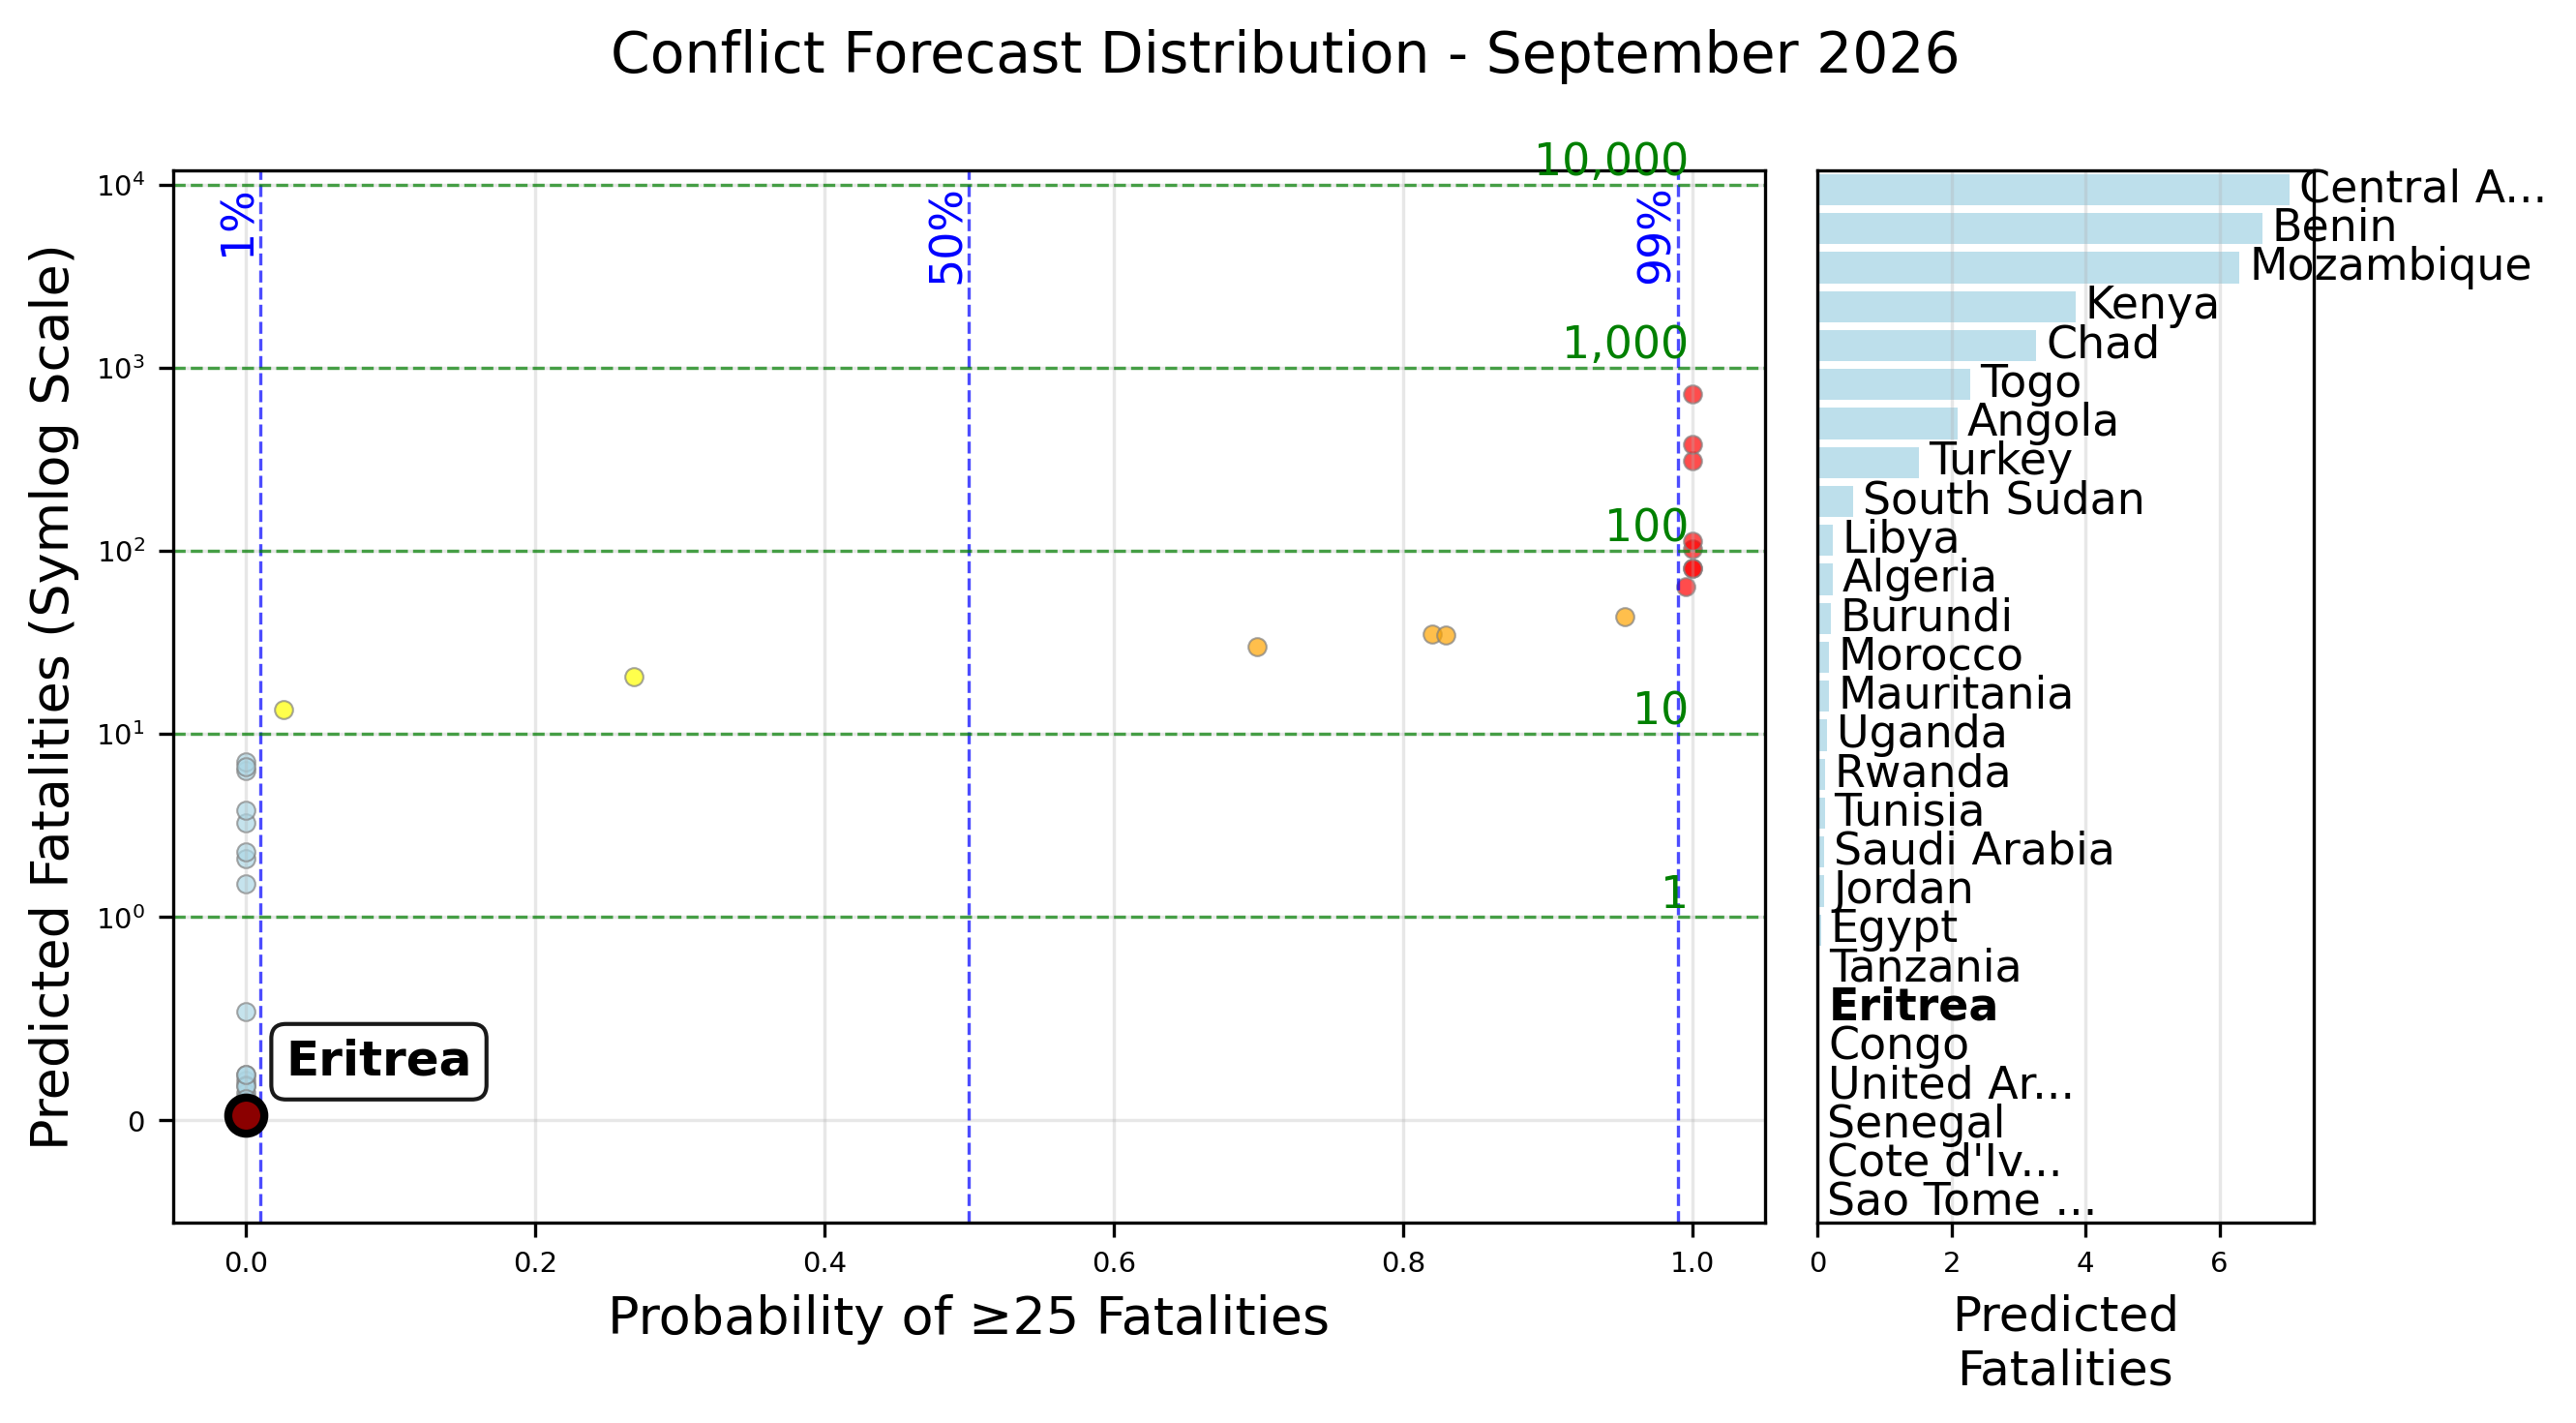 Conflict Forecast Distribution - September 2026
Predicted Fatalities (Symlog Scale)
10⁴
10³
10²
10¹
10⁰
0
1%
50%
99%
10,000
1,000
100
10
1
Eritrea
0.0
0.2
0.4
0.6
0.8
1.0
Probability of ≥25 Fatalities
Central A...
Benin
Mozambique
Kenya
Chad
Togo
Angola
Turkey
South Sudan
Libya
Algeria
Burundi
Morocco
Mauritania
Uganda
Rwanda
Tunisia
Saudi Arabia
Jordan
Egypt
Tanzania
Eritrea
Congo
United Ar...
Senegal
Cote d'Iv...
Sao Tome ...
0
2
4
6
Predicted
Fatalities